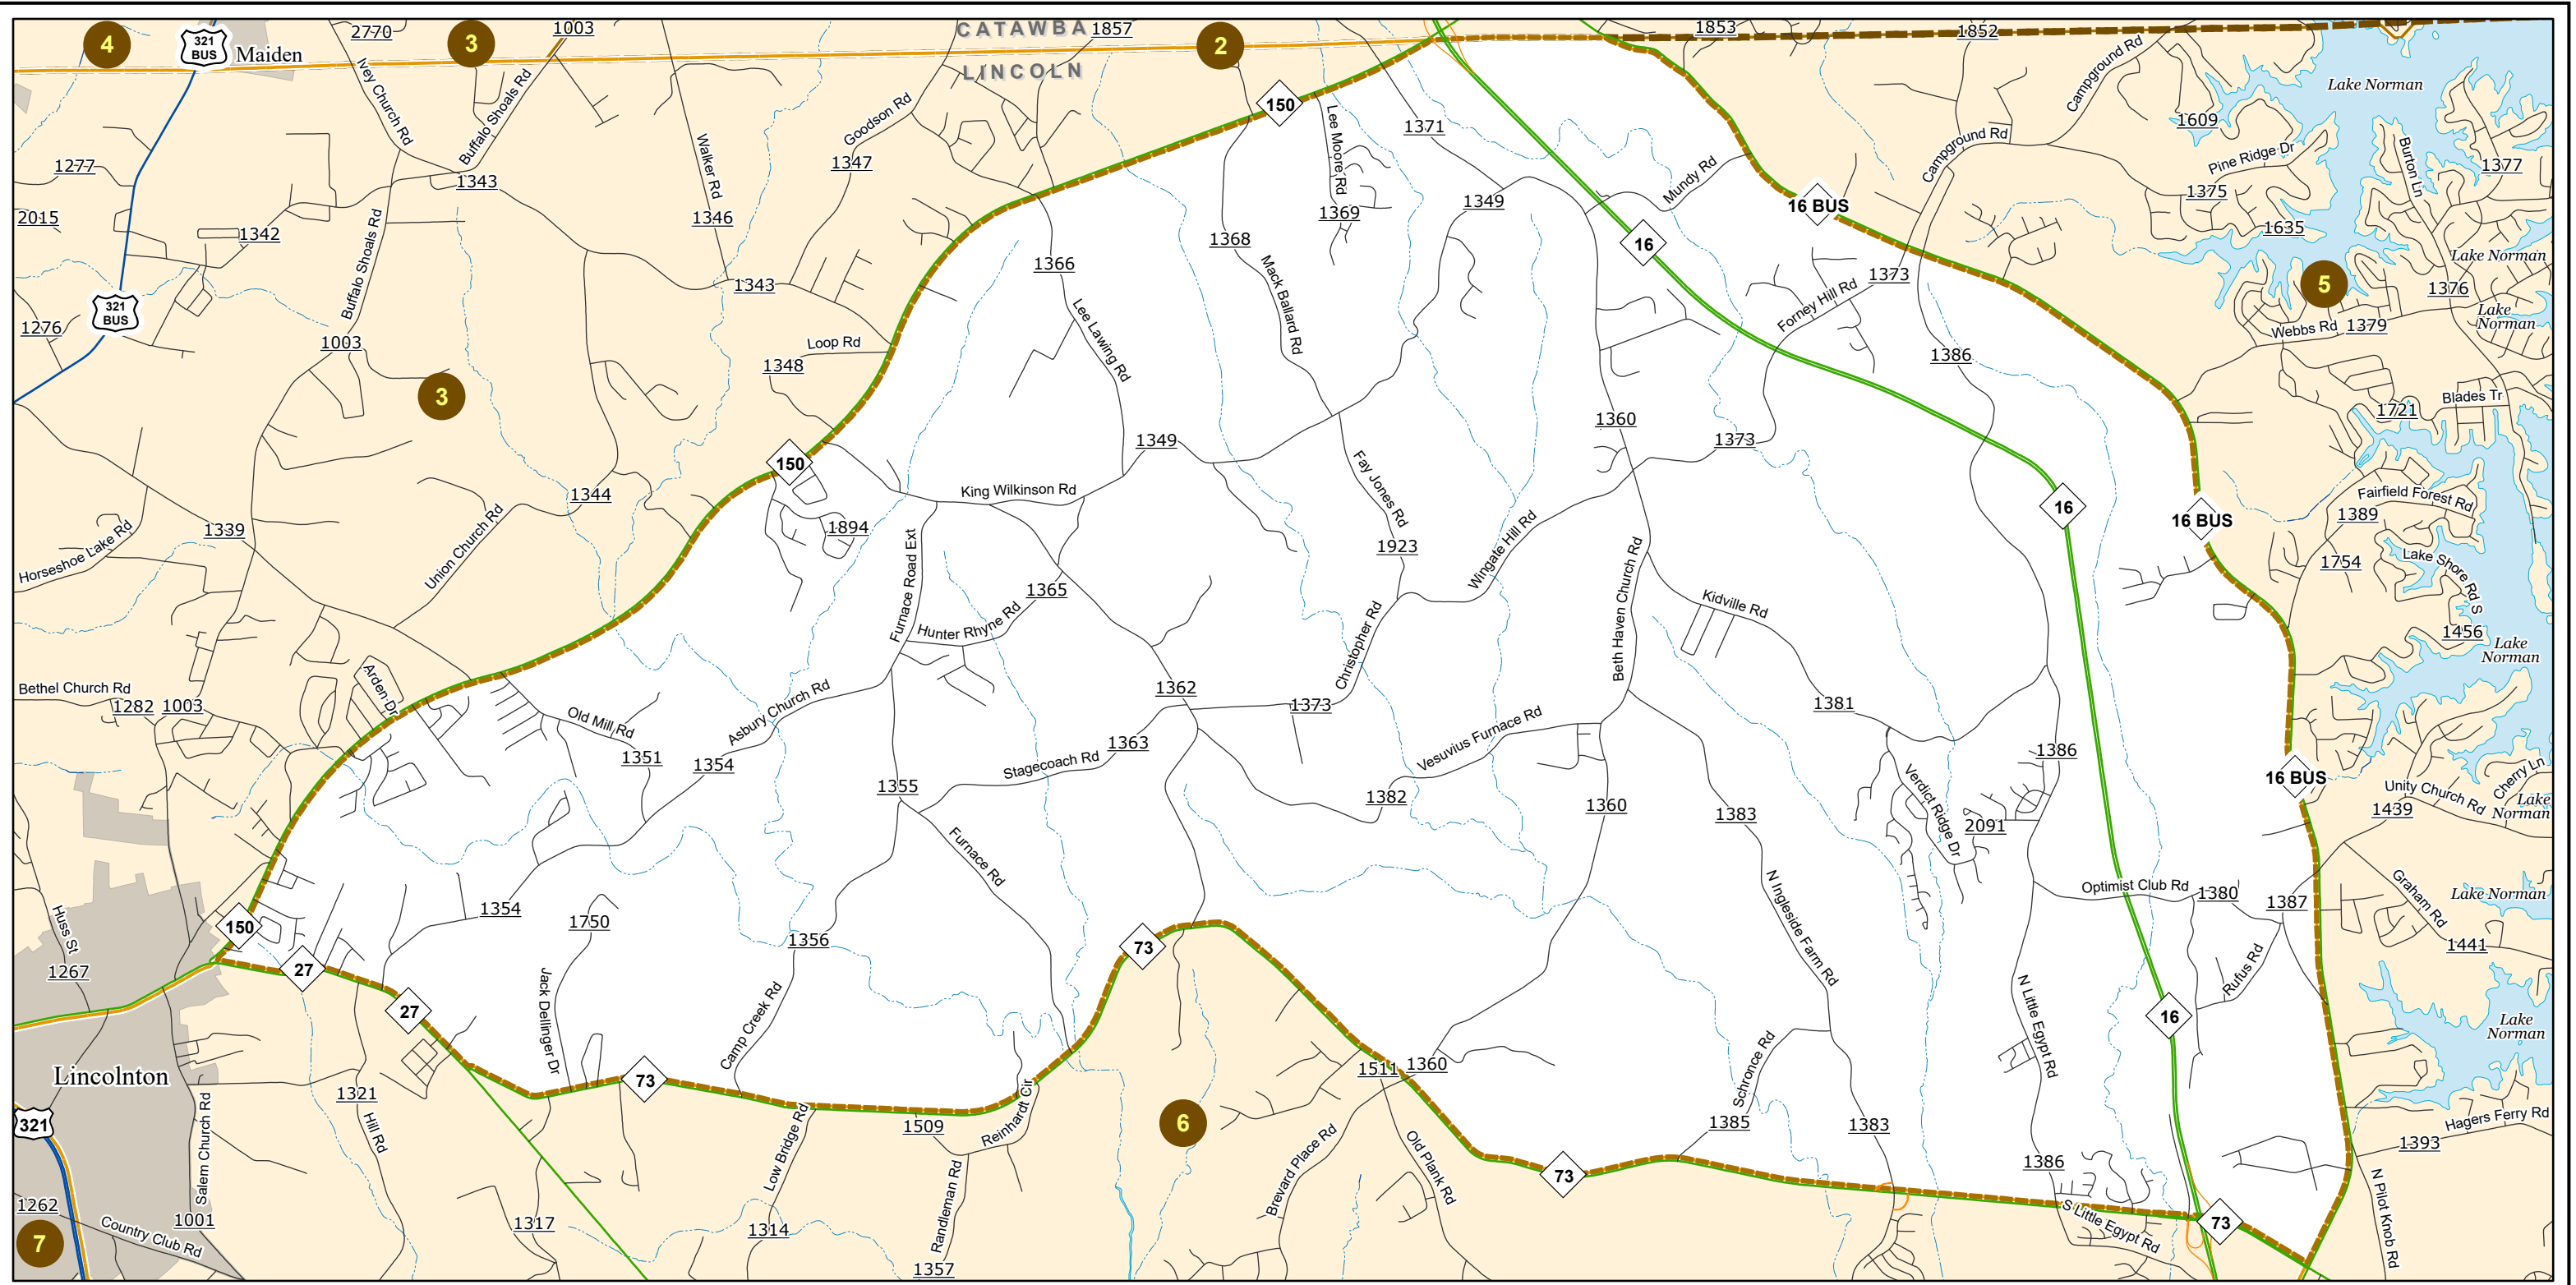 4
321
BUS
Maiden
2770
3
1003
CATAWBA
LINCOLN
1857
2
1853
1852
Campground Rd
Lake Norman
Ivey Church Rd
Buffalo Shoals Rd
1343
1277
2015
1342
Buffalo Shoals Rd
Walker Rd
1346
Goodson Rd
1347
150
Lee Moore Rd
1369
1371
1349
Mundy Rd
16 BUS
Campground Rd
1609
Pine Ridge Dr
1375
1635
Burton Ln
1377
Lake Norman
1376
5
Lake
Norman
Webbs Rd
1379
321
BUS
1276
1003
3
1343
Loop Rd
1348
1366
Lee Lawing Rd
1368
Mack Ballard Rd
16
Forney Hill Rd
1373
1386
1360
1373
1721
Blades Tr
150
1349
King Wilkinson Rd
Fay Jones Rd
1923
Wingate Hill Rd
16
16 BUS
Fairfield Forest Rd
1389
1754
Lake Shore Rd S
1456
Lake
Norman
1344
Union Church Rd
1339
Horseshoe Lake Rd
1894
Furnace Road Ext
Hunter Rhyne Rd
1365
Christopher Rd
Beth Haven Church Rd
Kidville Rd
1381
Bethel Church Rd
1282
1003
Arden Dr
Old Mill Rd
1351
Asbury Church Rd
1354
1362
1373
1363
Stagecoach Rd
1355
Vesuvius Furnace Rd
1382
1360
1383
Verdict Ridge Dr
2091
1386
16 BUS
Unity Church Rd
1439
Cherry Ln
Lake
Norman
Furnace Rd
N Ingleside Farm Rd
Optimist Club Rd
1380
1387
Rufus Rd
Graham Rd
1441
Lake Norman
Huss St
1267
150
27
27
1354
1750
1356
Jack Dellinger Dr
Camp Creek Rd
73
73
N Little Egypt Rd
16
Lake
Norman
Lincolnton
321
Salem Church Rd
1001
1262
Country Club Rd
7
1321
Hill Rd
1317
Low Bridge Rd
1314
1509
Reinhardt Cir
Randleman Rd
1357
6
1511
1360
Brevard Place Rd
Old Plank Rd
73
Schronce Rd
1385
1383
1386
S Little Egypt Rd
73
Hagers Ferry Rd
1393
N Pilot Knob Rd